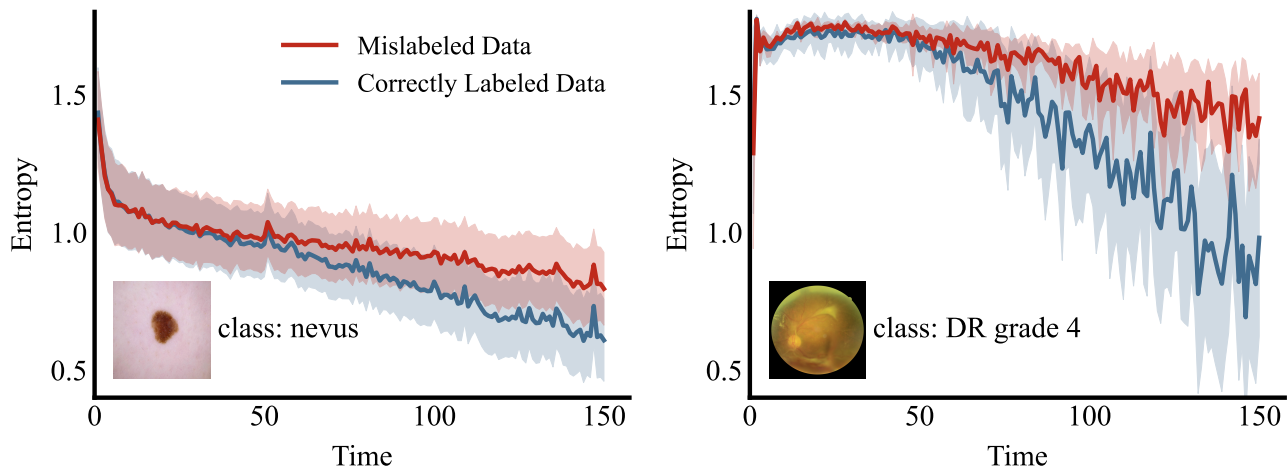 Mislabeled Data
Correctly Labeled Data
Entropy
1.5
1.0
0.5
class: nevus
0
50
100
150
Time
Entropy
1.5
1.0
0.5
class: DR grade 4
0
50
100
150
Time